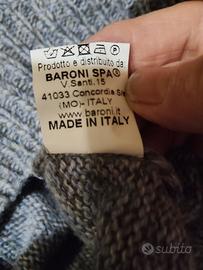 Prodotto e distribuito da:
BARONI SPA®
V.Santi,15
41033 Concordia S/s
(MO)- ITALY
www.baroni.it
MADE IN ITALY
subito